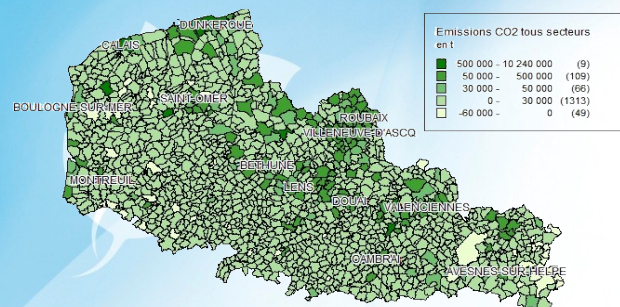 DUNKERQUE
CALAIS
BOULOGNE-SUR-MER
SAINT-OMER
ROUBAIX
VILLENEUVE-D'ASCQ
BETHUNE
MONTREUIL
LENS
DOUAI
VALENCIENNES
CAMBRAI
AVESNES-SUR-HELPE
Emissions CO2 tous secteurs
en t
500 000 - 10 240 000 (9)
50 000 - 500 000 (109)
30 000 - 50 000 (66)
0 - 30 000 (1313)
-60 000 - 0 (49)